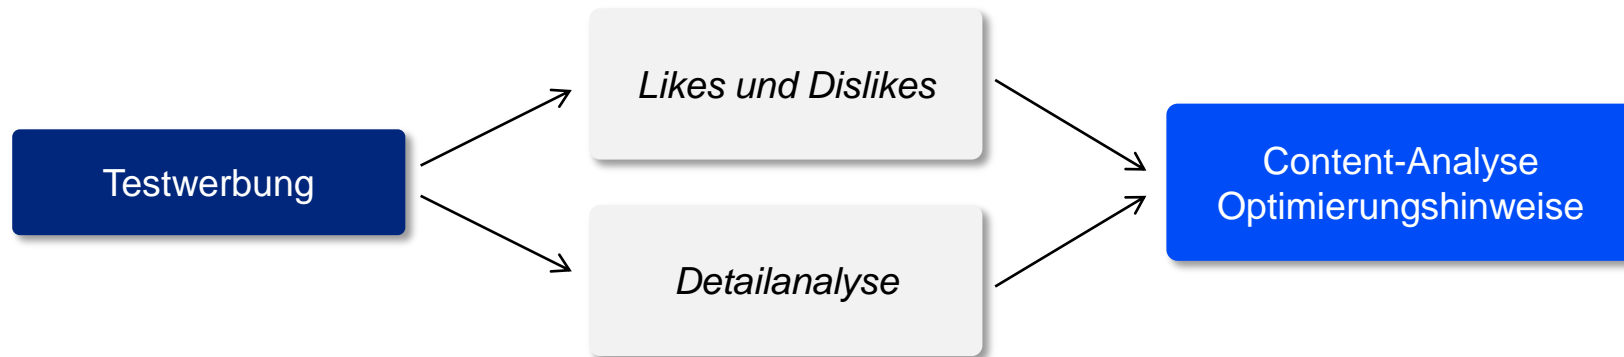 Testwerbung
Likes und Dislikes
Detailanalyse
Content-Analyse
Optimierungshinweise